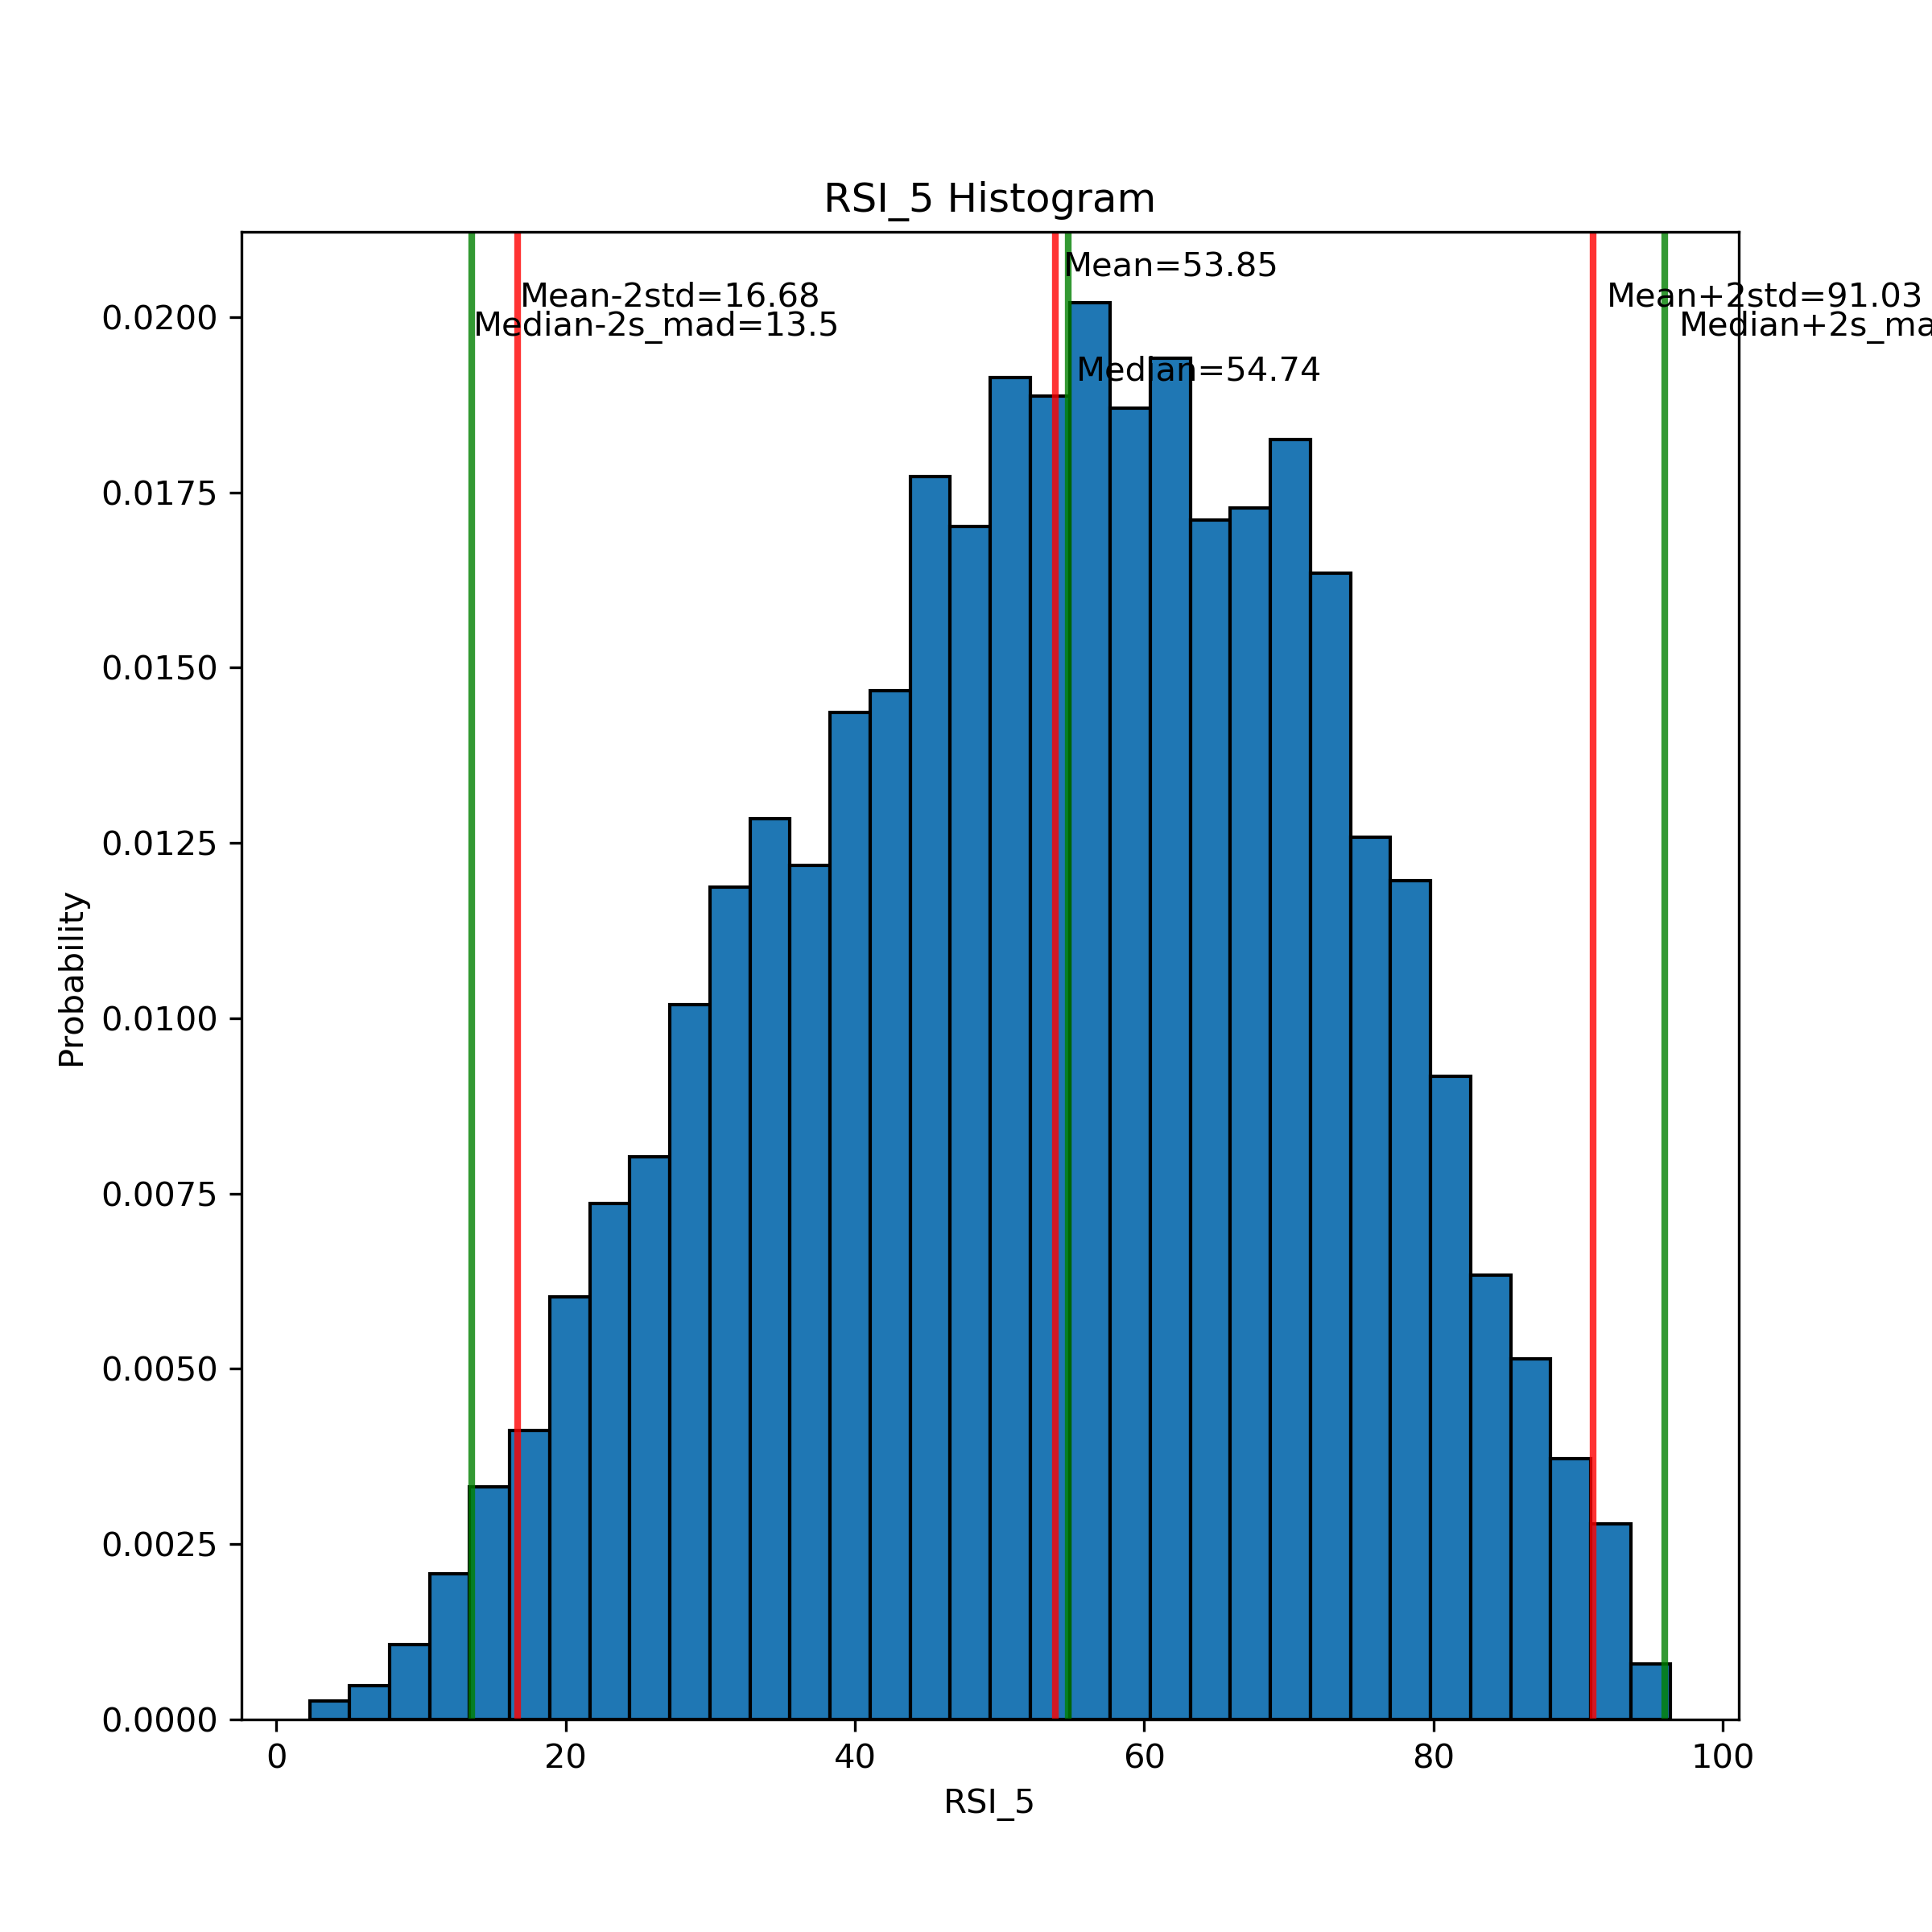 RSI_5 Histogram
Mean=53.85
Mean-2std=16.68
Mean+2std=91.03
Median-2s_mad=13.5
Median+2s_ma
Median=54.74
0.0200
0.0175
0.0150
0.0125
0.0100
0.0075
0.0050
0.0025
0.0000
Probability
0 20 40 60 80 100
RSI_5